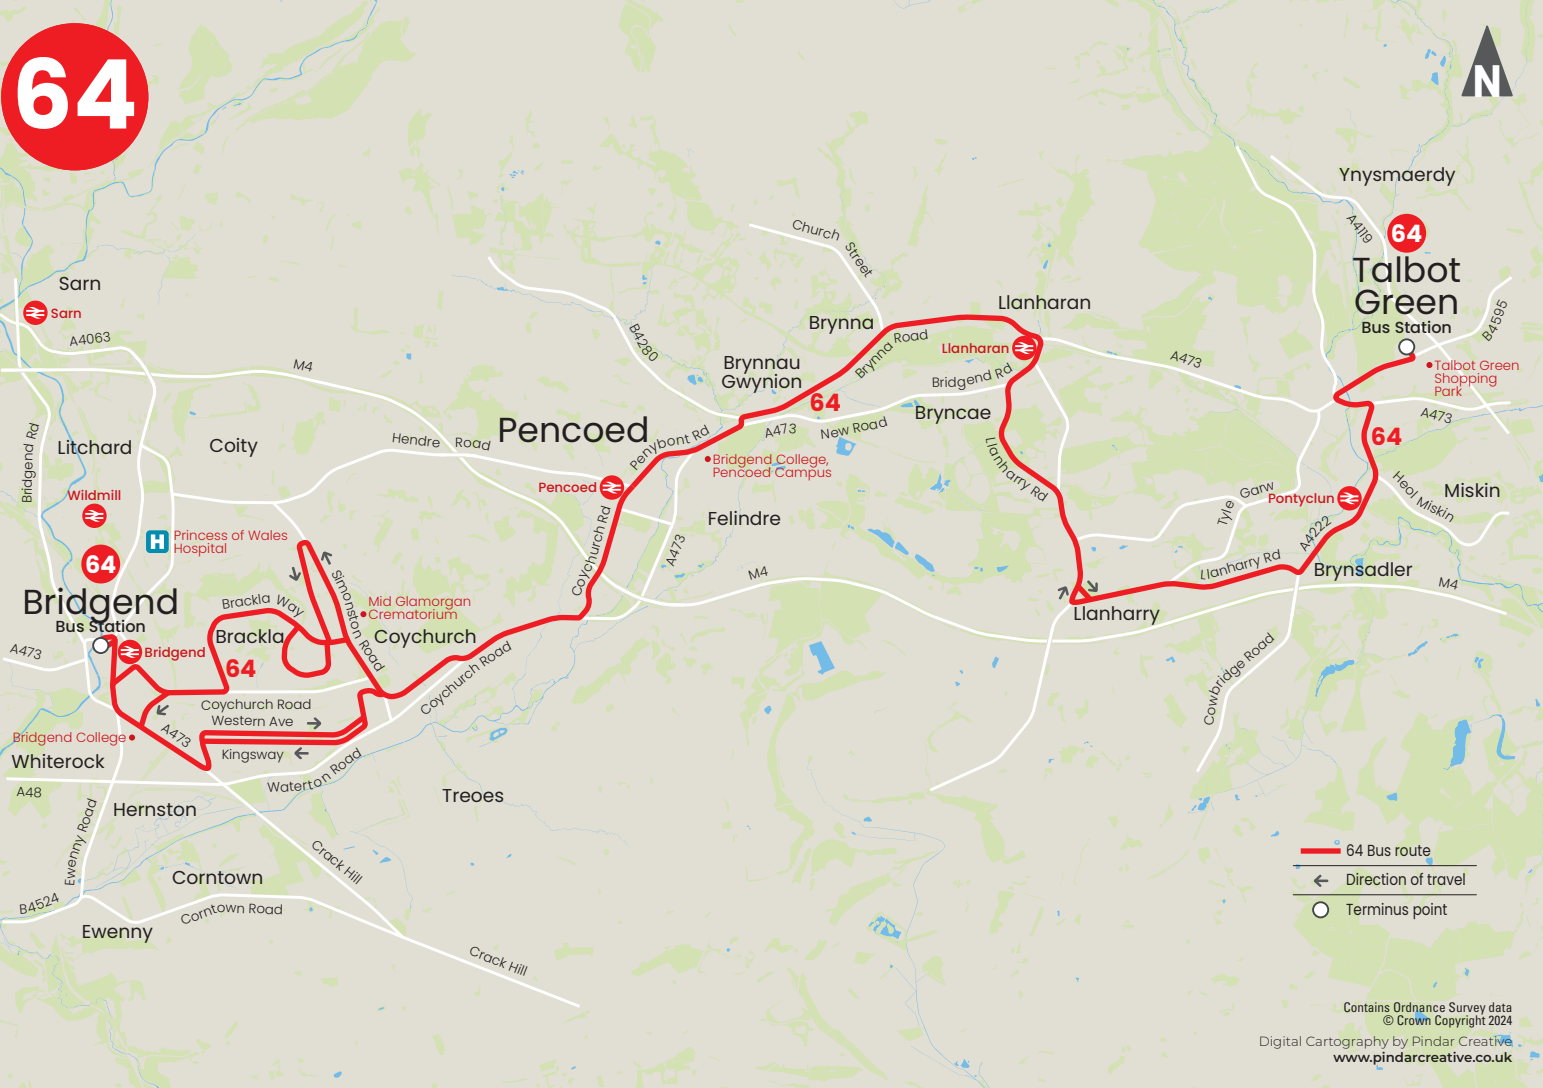 64
N
Ynysmaerdy
A4119
64
Talbot
Green
Bus Station
B4595
Talbot Green
Shopping
Park
A473
A473
64
Church
Street
Llanharan
Llanharan
Brynna
Brynna Road
Bridgend Rd
Bryncae
Sarn
Sarn
A4063
M4
B4280
Brynnau
Gwynion
64
A473
New Road
Pencoed
Penybont Rd
Bridgend College,
Pencoed Campus
Hendre Road
Pencoed
Felindre
A473
Coychurch Rd
M4
Bridgend Rd
Litchard
Coity
Wildmill
H
Princess of Wales
Hospital
64
Bridgend
Bus Station
Bridgend
A473
Brackla Way
Brackla
64
Simonston Road
Mid Glamorgan
Crematorium
Coychurch
Coychurch Road
Coychurch Road
Western Ave
A473
Kingsway
Bridgend College
Whiterock
Waterton Road
A48
Hernston
Treoes
Ewenny Road
Crack Hill
Corntown
Corntown Road
B4524
Ewenny
Crack Hill
Llanharry Rd
Tyle Garw
Pontyclun
Heol Miskin
Miskin
A4222
Llanharry Rd
Brynsadler
M4
Llanharry
Cowbridge Road
64 Bus route
Direction of travel
Terminus point
Contains Ordnance Survey data
© Crown Copyright 2024
Digital Cartography by Pindar Creative
www.pindarcreative.co.uk